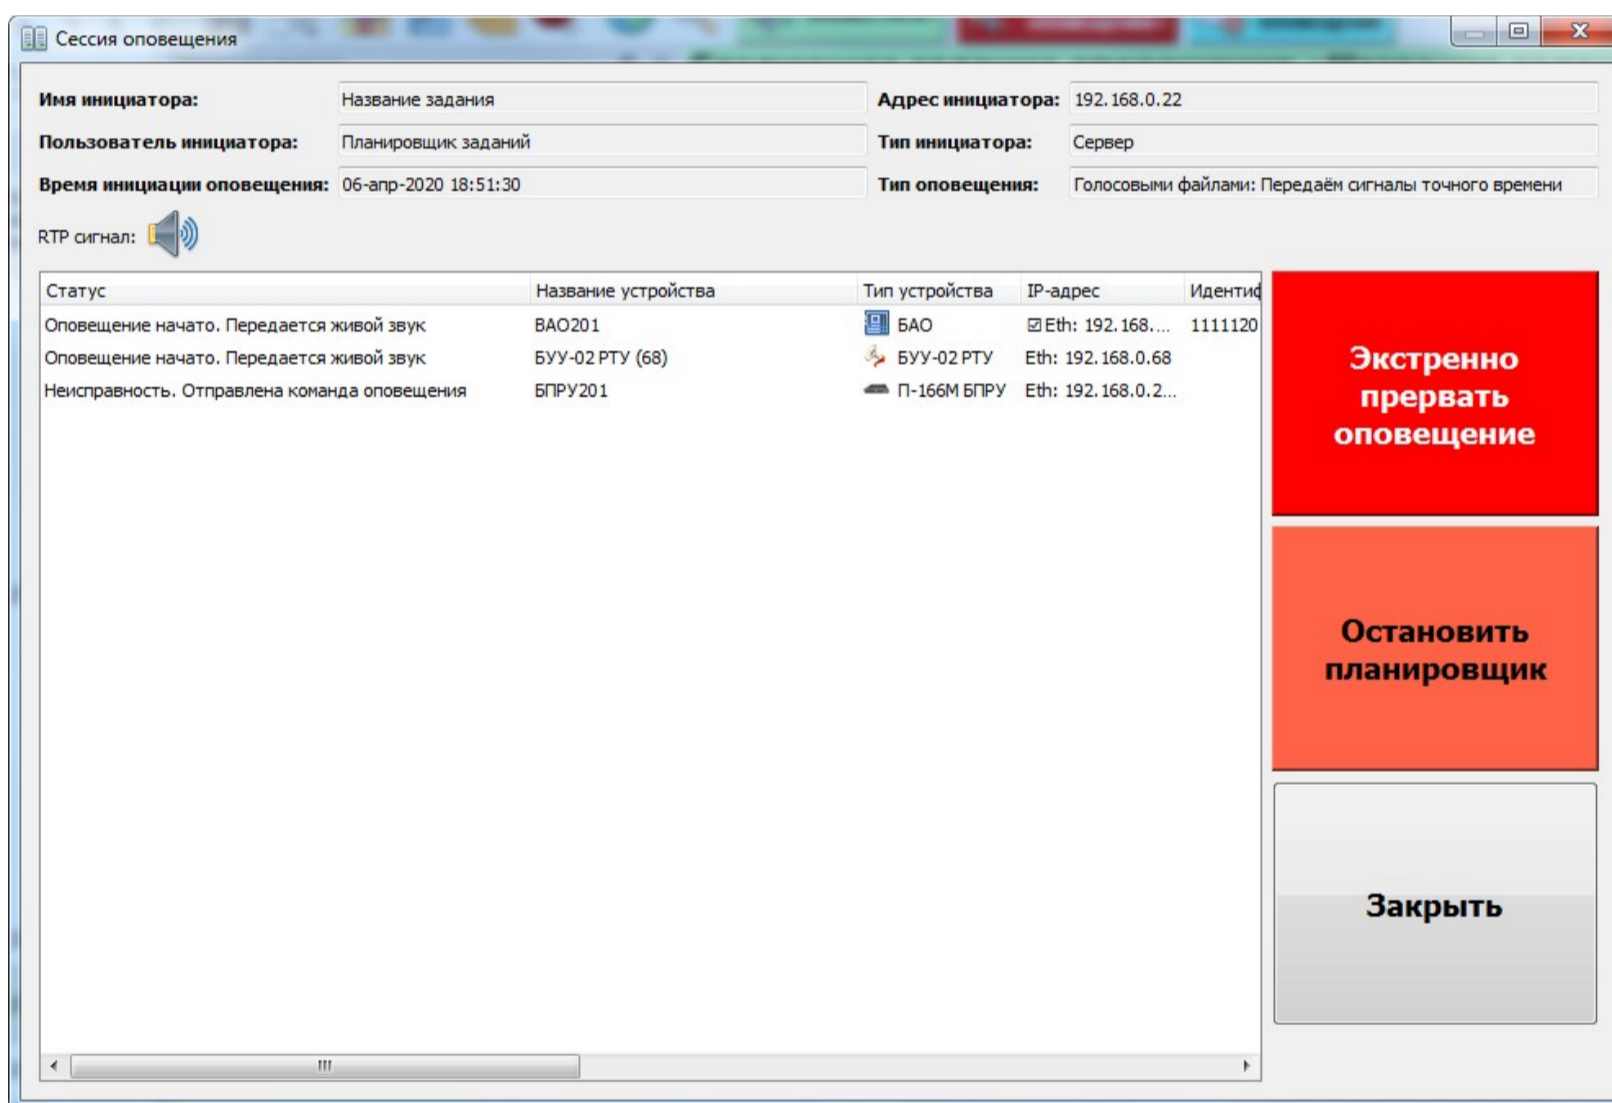 Сессия оповещения
Имя инициатора: Название задания Адрес инициатора: 192.168.0.22
Пользователь инициатора: Планировщик заданий Тип инициатора: Сервер
Время инициации оповещения: 06-апр-2020 18:51:30 Тип оповещения: Голосовыми файлами: Передаём сигналы точного времени
RTP сигнал:
Статус Название устройства Тип устройства IP-адрес Идентиф
Оповещение начато. Передается живой звук ВАО201 БАО Eth: 192.168.... 1111120
Оповещение начато. Передается живой звук БУУ-02 РТУ (68) БУУ-02 РТУ Eth: 192.168.0.68
Неисправность. Отправлена команда оповещения БПРУ201 П-166М БПРУ Eth: 192.168.0.2...
Экстренно
прервать
оповещение
Остановить
планировщик
Закрыть